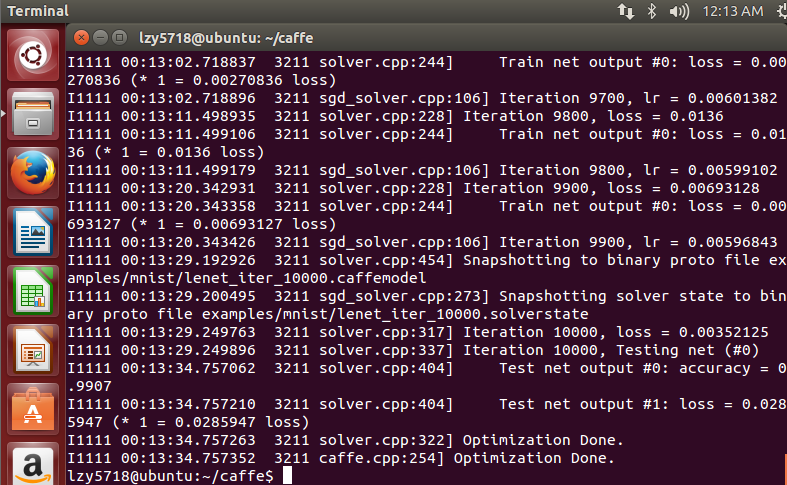 Terminal
12:13 AM
lzy5718@ubuntu: ~/caffe
I1111 00:13:02.718837  3211 solver.cpp:244]     Train net output #0: loss = 0.00
270836 (* 1 = 0.00270836 loss)
I1111 00:13:02.718896  3211 sgd_solver.cpp:106] Iteration 9700, lr = 0.00601382
I1111 00:13:11.498935  3211 solver.cpp:228] Iteration 9800, loss = 0.0136
I1111 00:13:11.499106  3211 solver.cpp:244]     Train net output #0: loss = 0.01
36 (* 1 = 0.0136 loss)
I1111 00:13:11.499179  3211 sgd_solver.cpp:106] Iteration 9800, lr = 0.00599102
I1111 00:13:20.342931  3211 solver.cpp:228] Iteration 9900, loss = 0.00693128
I1111 00:13:20.343358  3211 solver.cpp:244]     Train net output #0: loss = 0.00
693127 (* 1 = 0.00693127 loss)
I1111 00:13:20.343426  3211 sgd_solver.cpp:106] Iteration 9900, lr = 0.00596843
I1111 00:13:29.192926  3211 solver.cpp:454] Snapshotting to binary proto file ex
amples/mnist/lenet_iter_10000.caffemodel
I1111 00:13:29.200495  3211 sgd_solver.cpp:273] Snapshotting solver state to bin
ary proto file examples/mnist/lenet_iter_10000.solverstate
I1111 00:13:29.249763  3211 solver.cpp:317] Iteration 10000, loss = 0.00352125
I1111 00:13:29.249896  3211 solver.cpp:337] Iteration 10000, Testing net (#0)
I1111 00:13:34.757062  3211 solver.cpp:404]     Test net output #0: accuracy = 0
.9907
I1111 00:13:34.757210  3211 solver.cpp:404]     Test net output #1: loss = 0.028
5947 (* 1 = 0.0285947 loss)
I1111 00:13:34.757263  3211 solver.cpp:322] Optimization Done.
I1111 00:13:34.757352  3211 caffe.cpp:254] Optimization Done.
lzy5718@ubuntu:~/caffe$